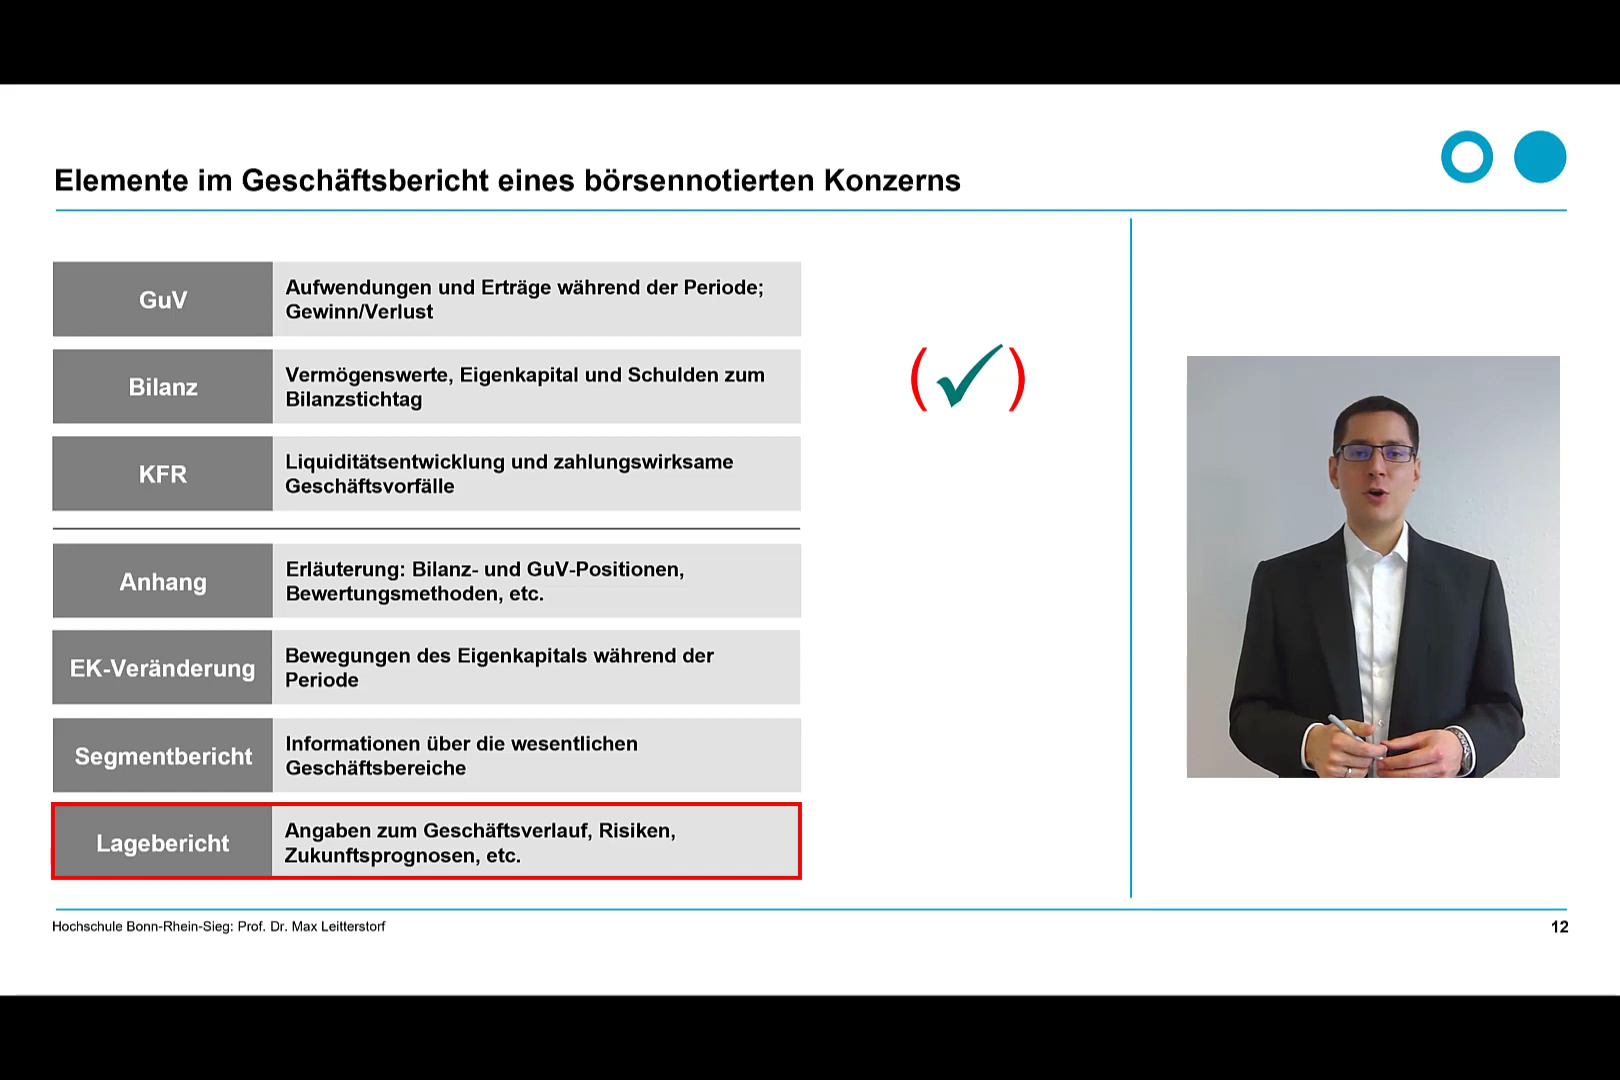 Elemente im Geschäftsbericht eines börsennotierten Konzerns
GuV
Aufwendungen und Erträge während der Periode;
Gewinn/Verlust
Bilanz
Vermögenswerte, Eigenkapital und Schulden zum
Bilanzstichtag
KFR
Liquiditätsentwicklung und zahlungswirksame
Geschäftsvorfälle
Anhang
Erläuterung: Bilanz- und GuV-Positionen,
Bewertungsmethoden, etc.
EK-Veränderung
Bewegungen des Eigenkapitals während der
Periode
Segmentbericht
Informationen über die wesentlichen
Geschäftsbereiche
Lagebericht
Angaben zum Geschäftsverlauf, Risiken,
Zukunftsprognosen, etc.
(✓)
Hochschule Bonn-Rhein-Sieg: Prof. Dr. Max Leitterstorf
12